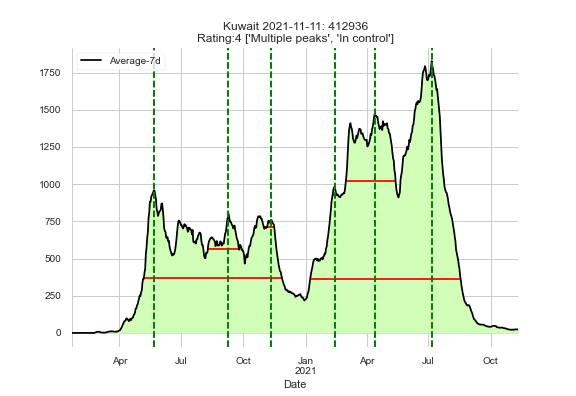 Kuwait 2021-11-11: 412936
Rating:4 ['Multiple peaks', 'In control']
Average-7d
1750
1500
1250
1000
750
500
250
0
Apr Jul Oct Jan Apr Jul Oct
2021
Date